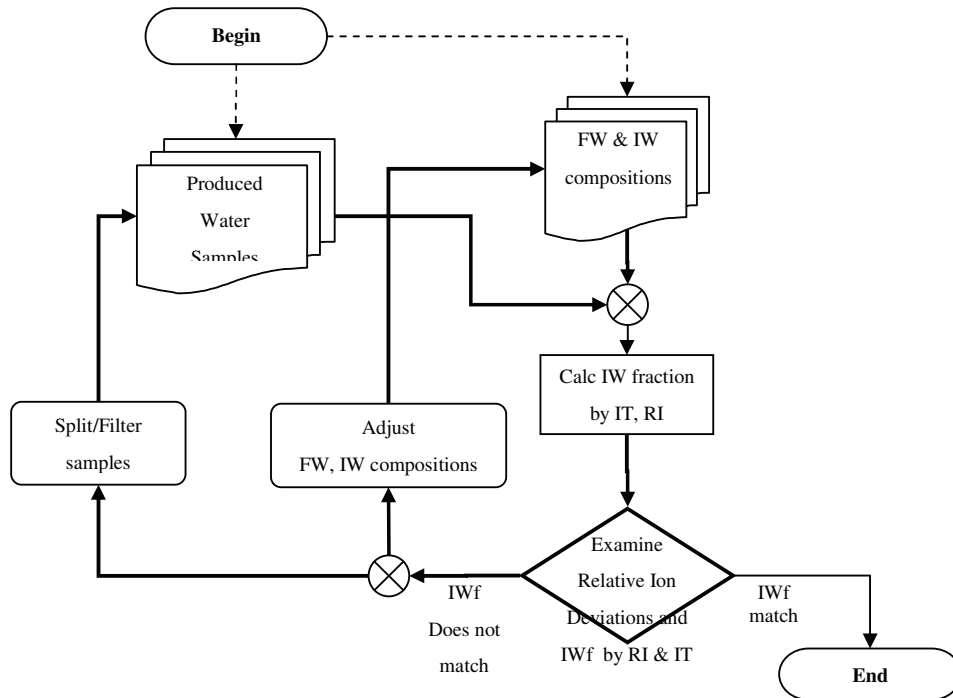 Begin
FW & IW
compositions
Produced
Water
Samples
Calc IW fraction
by IT, RI
Split/Filter
samples
Adjust
FW, IW compositions
Examine
Relative Ion
Deviations and
IWf by RI & IT
IWf
Does not
match
IWf
match
End